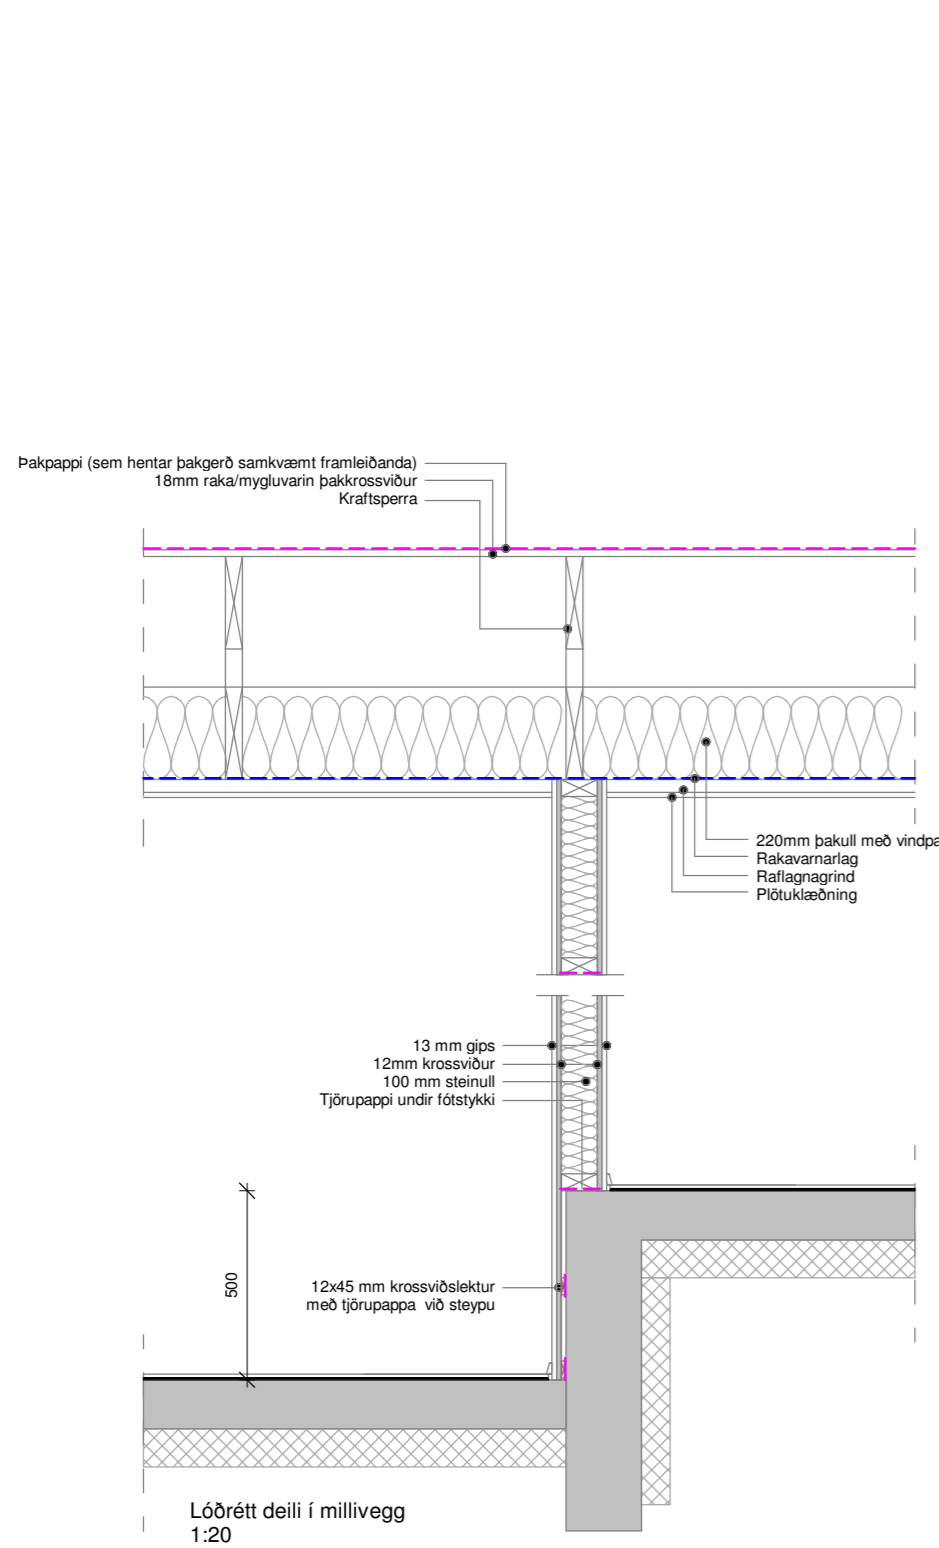 Þakpappi (sem hentar þakgerð samkvæmt framleiðanda)
18mm raka/mygluvarin þakkrossviður
Kraftsperra
220mm þakull með
Rakavarnarlag
Raflagnagrind
Plötuklæðning
13 mm gips
12mm krossviður
100 mm steinull
Tjörupappi undir fótstykki
500
12x45 mm krossviðslektur
með tjörupappa við steypu
Lóðrétt deili í millivegg
1:20